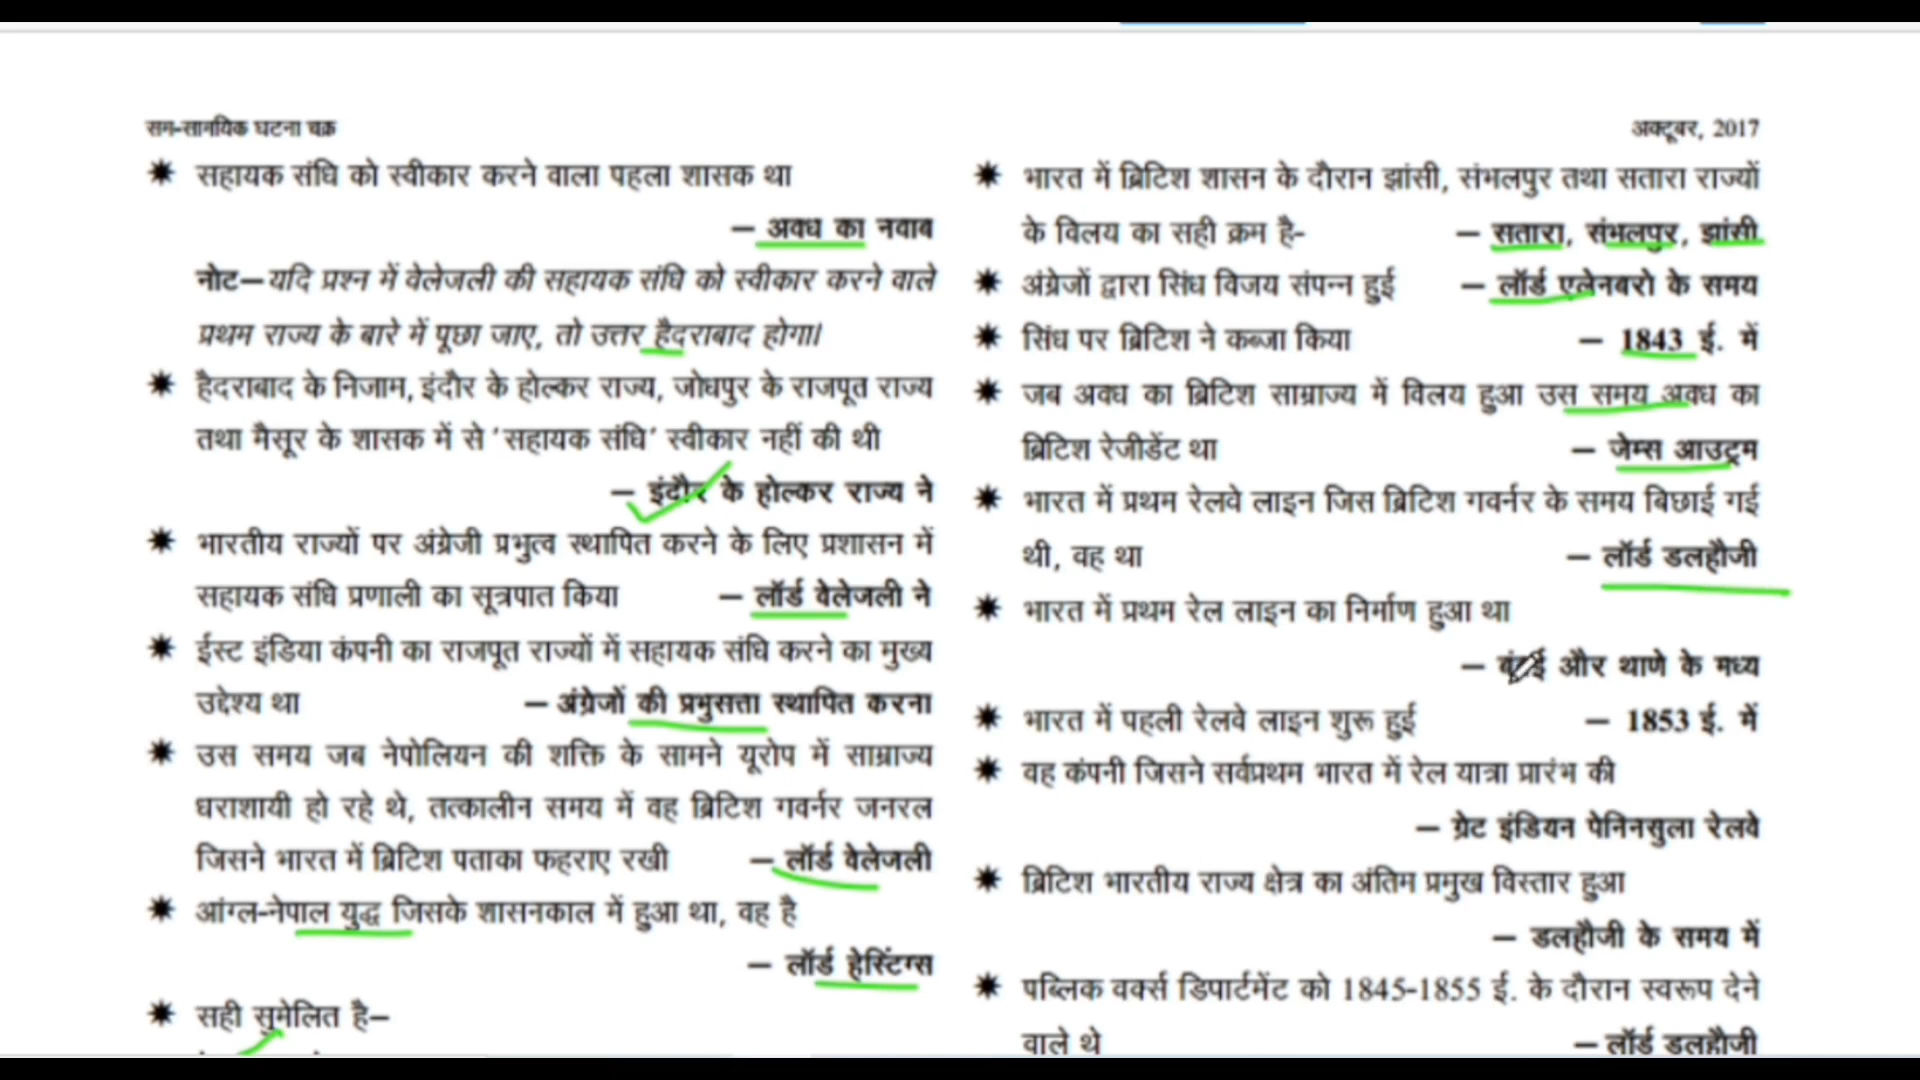 सम-सामयिक घटना चक्र
अक्टूबर, 2017
✷ सहायक संधि को स्वीकार करने वाला पहला शासक था
– अवध का नवाब
नोट–यदि प्रश्न में वेलेजली की सहायक संधि को स्वीकार करने वाले
प्रथम राज्य के बारे में पूछा जाए, तो उत्तर हैदराबाद होगा।
✷ हैदराबाद के निजाम, इंदौर के होल्कर राज्य, जोधपुर के राजपूत राज्य
तथा मैसूर के शासक में से ‘सहायक संधि’ स्वीकार नहीं की थी
– इंदौर के होल्कर राज्य ने
✷ भारतीय राज्यों पर अंग्रेजी प्रभुत्व स्थापित करने के लिए प्रशासन में
सहायक संधि प्रणाली का सूत्रपात किया – लॉर्ड वेलेजली ने
✷ ईस्ट इंडिया कंपनी का राजपूत राज्यों में सहायक संधि करने का मुख्य
उद्देश्य था – अंग्रेजों की प्रभुसत्ता स्थापित करना
✷ उस समय जब नेपोलियन की शक्ति के सामने यूरोप में साम्राज्य
धराशायी हो रहे थे, तत्कालीन समय में वह ब्रिटिश गवर्नर जनरल
जिसने भारत में ब्रिटिश पताका फहराए रखी – लॉर्ड वेलेजली
✷ आंग्ल-नेपाल युद्ध जिसके शासनकाल में हुआ था, वह है
– लॉर्ड हेस्टिंग्स
✷ सही सुमेलित है–
✷ भारत में ब्रिटिश शासन के दौरान झांसी, संभलपुर तथा सतारा राज्यों
के विलय का सही क्रम है- – सतारा, संभलपुर, झांसी
✷ अंग्रेजों द्वारा सिंध विजय संपन्न हुई – लॉर्ड एलेनबरो के समय
✷ सिंध पर ब्रिटिश ने कब्जा किया – 1843 ई. में
✷ जब अवध का ब्रिटिश साम्राज्य में विलय हुआ उस समय अवध का
ब्रिटिश रेजीडेंट था – जेम्स आउट्रम
✷ भारत में प्रथम रेलवे लाइन जिस ब्रिटिश गवर्नर के समय बिछाई गई
थी, वह था – लॉर्ड डलहौजी
✷ भारत में प्रथम रेल लाइन का निर्माण हुआ था
– और थाणे के मध्य
✷ भारत में पहली रेलवे लाइन शुरू हुई – 1853 ई. में
✷ वह कंपनी जिसने सर्वप्रथम भारत में रेल यात्रा प्रारंभ की
– ग्रेट इंडियन पेनिनसुला रेलवे
✷ ब्रिटिश भारतीय राज्य क्षेत्र का अंतिम प्रमुख विस्तार हुआ
– डलहौजी के समय में
✷ पब्लिक वर्क्स डिपार्टमेंट को 1845-1855 ई. के दौरान स्वरूप देने
वाले थे – लॉर्ड डलहौजी